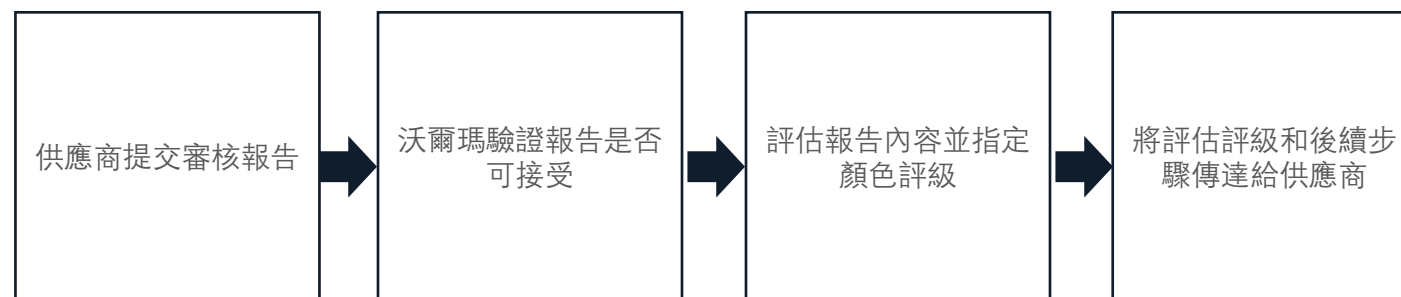 供應商提交審核報告
沃爾瑪驗證報告是否
可接受
評估報告內容並指定
顏色評級
將評估評級和後續步
驟傳達給供應商